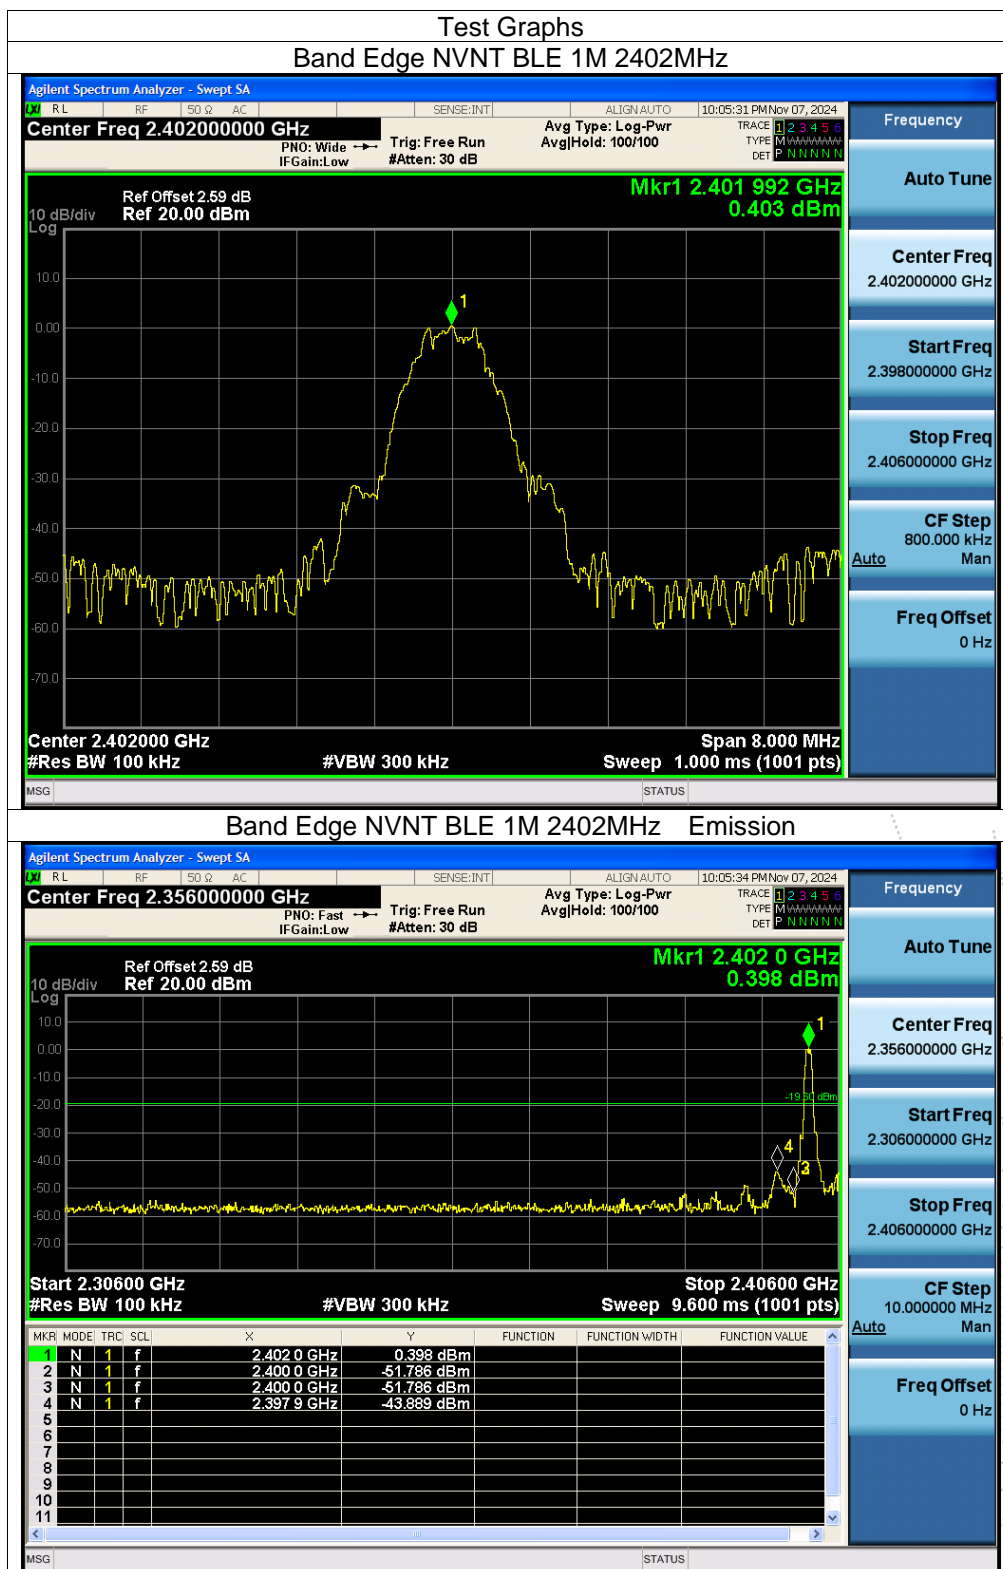 Test Graphs
Band Edge NVNT BLE 1M 2402MHz
Agilent Spectrum Analyzer - Swept SA
LXI RL RF 50 Ω AC SENSE:INT ALIGN AUTO 10:05:31 PM Nov 07, 2024
Center Freq 2.402000000 GHz
PNO: Wide Trig: Free Run Avg Type: Log-Pwr TRACE 1 2 3 4 5 6
IFGain:Low #Atten: 30 dB Avg|Hold: 100/100 TYPE M WWWWW
DET P N N N N N
Frequency
Mkr1 2.401 992 GHz
0.403 dBm
Ref Offset 2.59 dB
10 dB/div Ref 20.00 dBm
Log
1
10.0
0.00
-10.0
-20.0
-30.0
-40.0
-50.0
-60.0
-70.0
Center 2.402000 GHz Span 8.000 MHz
#Res BW 100 kHz #VBW 300 kHz Sweep 1.000 ms (1001 pts)
Auto Tune
Center Freq
2.402000000 GHz
Start Freq
2.398000000 GHz
Stop Freq
2.406000000 GHz
CF Step
800.000 kHz
Auto Man
Freq Offset
0 Hz
MSG STATUS
Band Edge NVNT BLE 1M 2402MHz Emission
Agilent Spectrum Analyzer - Swept SA
LXI RL RF 50 Ω AC SENSE:INT ALIGN AUTO 10:05:34 PM Nov 07, 2024
Center Freq 2.356000000 GHz
PNO: Fast Trig: Free Run Avg Type: Log-Pwr TRACE 1 2 3 4 5 6
IFGain:Low #Atten: 30 dB Avg|Hold: 100/100 TYPE M WWWWW
DET P N N N N N
Frequency
Mkr1 2.402 0 GHz
0.398 dBm
Ref Offset 2.59 dB
10 dB/div Ref 20.00 dBm
Log
1
10.0
0.00
-10.0
-20.0
-19.60 dBm
-30.0
4
-40.0
3
-50.0
-60.0
-70.0
Start 2.30600 GHz Stop 2.40600 GHz
#Res BW 100 kHz #VBW 300 kHz Sweep 9.600 ms (1001 pts)
MKR MODE TRC SCL X Y FUNCTION FUNCTION WIDTH FUNCTION VALUE
1 N 1 f 2.402 0 GHz 0.398 dBm
2 N 1 f 2.400 0 GHz -51.786 dBm
3 N 1 f 2.400 0 GHz -51.786 dBm
4 N 1 f 2.397 9 GHz -43.889 dBm
5
6
7
8
9
10
11
Auto Tune
Center Freq
2.356000000 GHz
Start Freq
2.306000000 GHz
Stop Freq
2.406000000 GHz
CF Step
10.000000 MHz
Auto Man
Freq Offset
0 Hz
MSG STATUS